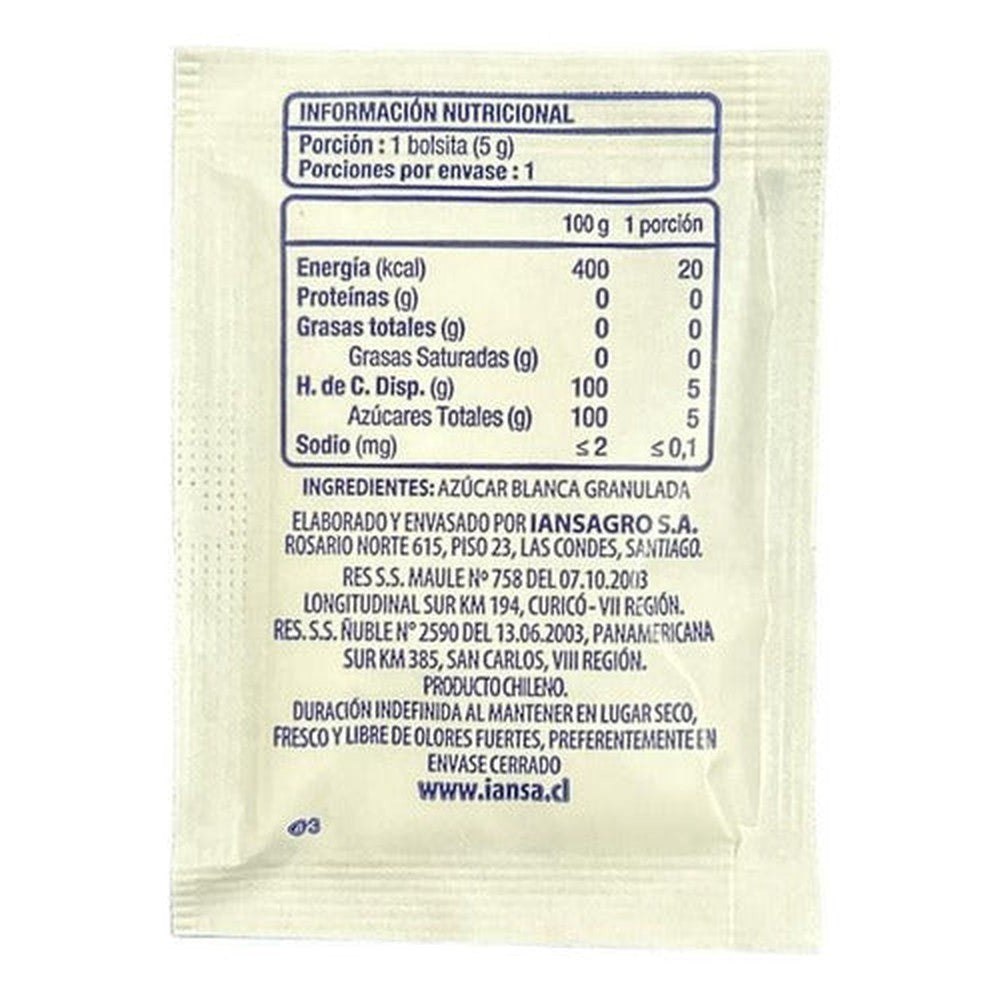 INFORMACIÓN NUTRICIONAL
Porción : 1 bolsita (5 g)
Porciones por envase : 1
100 g 1 porción
Energía (kcal) 400 20
Proteínas (g) 0 0
Grasas totales (g) 0 0
Grasas Saturadas (g) 0 0
H. de C. Disp. (g) 100 5
Azúcares Totales (g) 100 5
Sodio (mg) ≤ 2 ≤ 0,1
INGREDIENTES: AZÚCAR BLANCA GRANULADA
ELABORADO Y ENVASADO POR IANSAGRO S.A.
ROSARIO NORTE 615, PISO 23, LAS CONDES, SANTIAGO.
RES S.S. MAULE Nº 758 DEL 07.10.2003
LONGITUDINAL SUR KM 194, CURICÓ - VII REGIÓN.
RES. S.S. ÑUBLE N° 2590 DEL 13.06.2003, PANAMERICANA
SUR KM 385, SAN CARLOS, VIII REGIÓN.
PRODUCTO CHILENO.
DURACIÓN INDEFINIDA AL MANTENER EN LUGAR SECO,
FRESCO Y LIBRE DE OLORES FUERTES, PREFERENTEMENTE EN
ENVASE CERRADO
www.iansa.cl